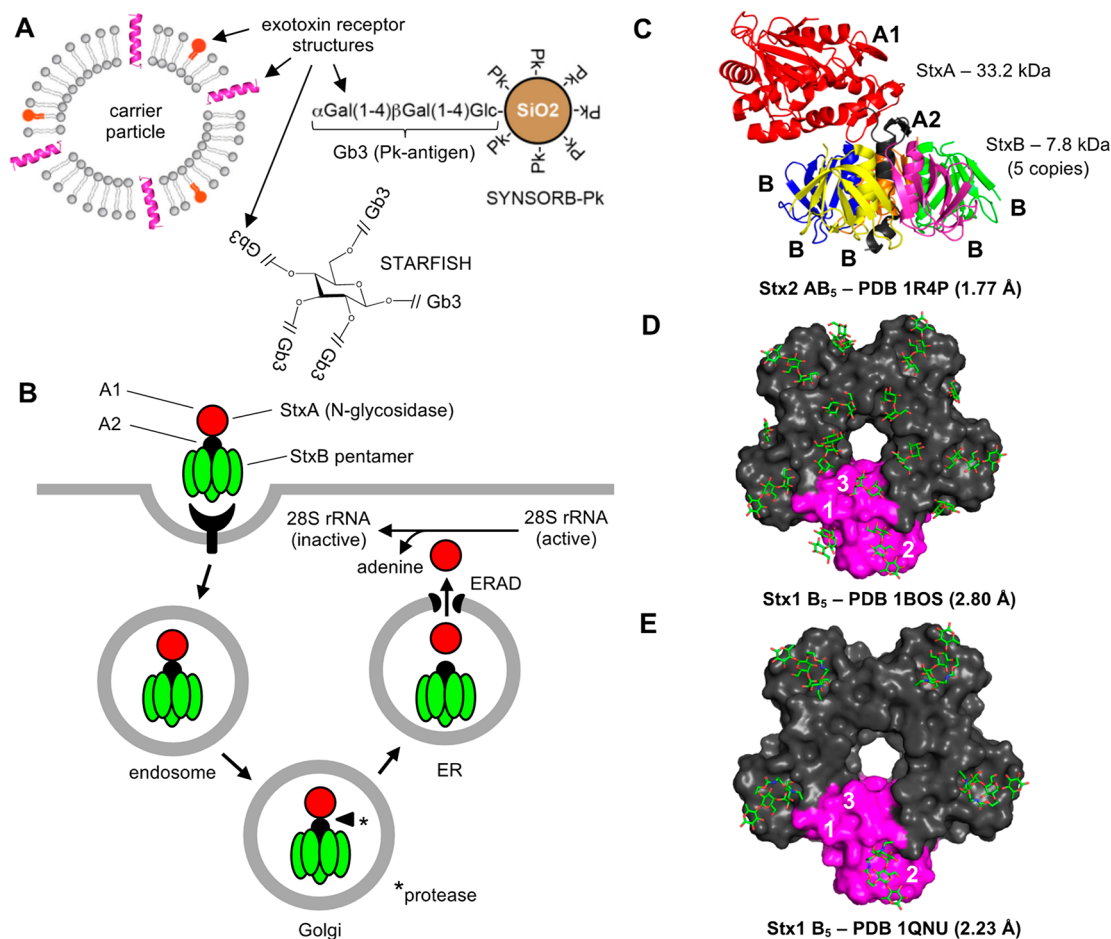 A
exotoxin receptor
structures
carrier
particle
αGal(1-4)βGal(1-4)Glc-
Gb3 (Pk-antigen)
Pk-
Pk-
Pk-
Pk-
Pk-
Pk-
Pk-
Pk-
SiO2
SYNSORB-Pk
Gb3
Gb3
STARFISH
O
O
O
O
O
O
Gb3
Gb3
Gb3
B
A1
A2
StxA (N-glycosidase)
StxB pentamer
28S rRNA
(inactive)
28S rRNA
(active)
adenine
ERAD
endosome
ER
*
*protease
Golgi
C
A1
StxA – 33.2 kDa
A2
StxB – 7.8 kDa
(5 copies)
B
B
B
B
B
Stx2 AB₅ – PDB 1R4P (1.77 Å)
D
3
1
2
Stx1 B₅ – PDB 1BOS (2.80 Å)
E
3
1
2
Stx1 B₅ – PDB 1QNU (2.23 Å)